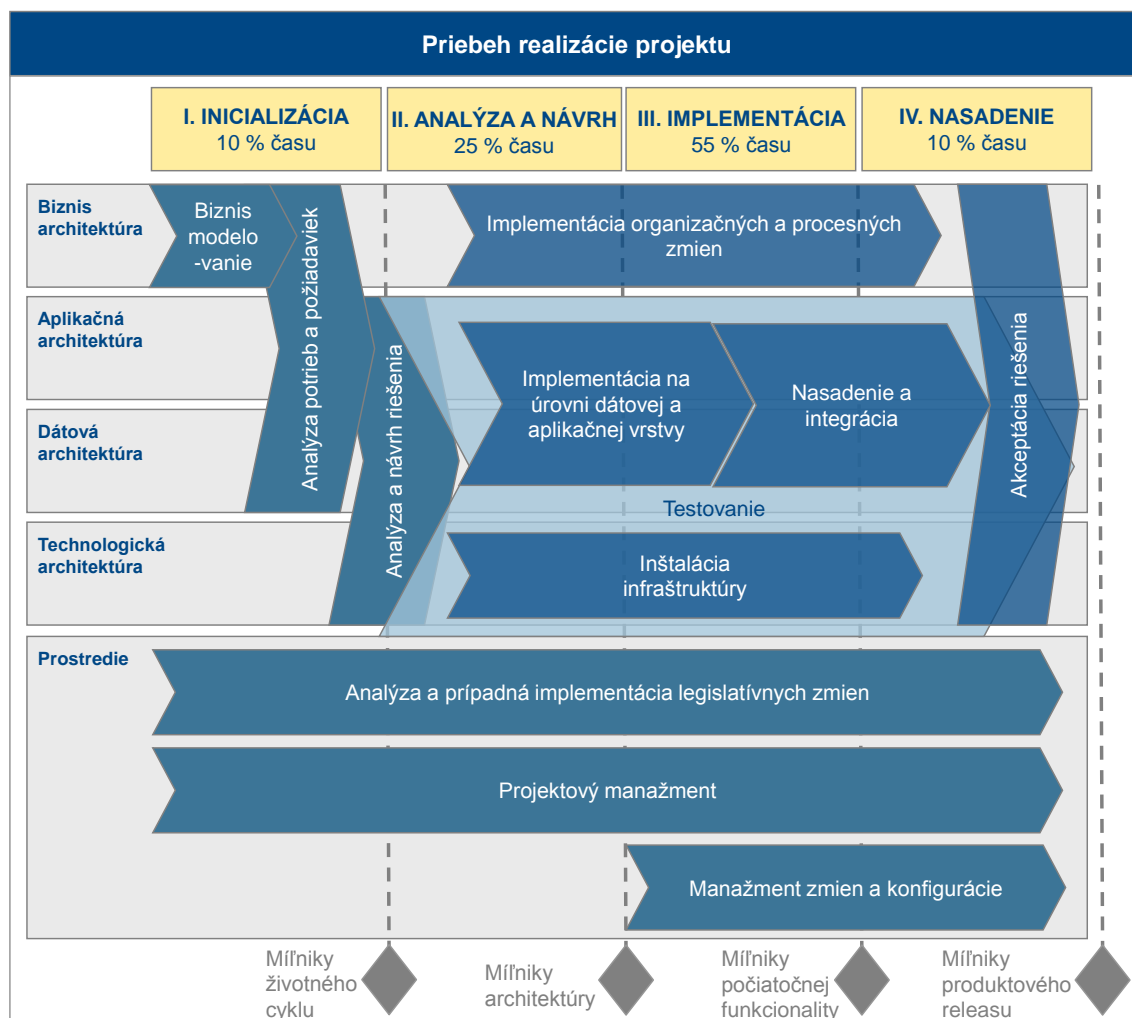 Priebeh realizácie projektu
I. INICIALIZÁCIA
10 % času
II. ANALÝZA A NÁVRH
25 % času
III. IMPLEMENTÁCIA
55 % času
IV. NASADENIE
10 % času
Biznis
architektúra
Biznis
modelo
-vanie
Analýza potrieb a požiadaviek
Implementácia organizačných a procesných
zmien
Aplikačná
architektúra
Analýza a návrh riešenia
Implementácia na
úrovni dátovej a
aplikačnej vrstvy
Nasadenie a
integrácia
Akceptácia riešenia
Dátová
architektúra
Testovanie
Technologická
architektúra
Inštalácia
infraštruktúry
Prostredie
Analýza a prípadná implementácia legislatívnych zmien
Projektový manažment
Manažment zmien a konfigurácie
Míľniky
životného
cyklu
Míľniky
architektúry
Míľniky
počiatočnej
funkcionality
Míľniky
produktového
releasu